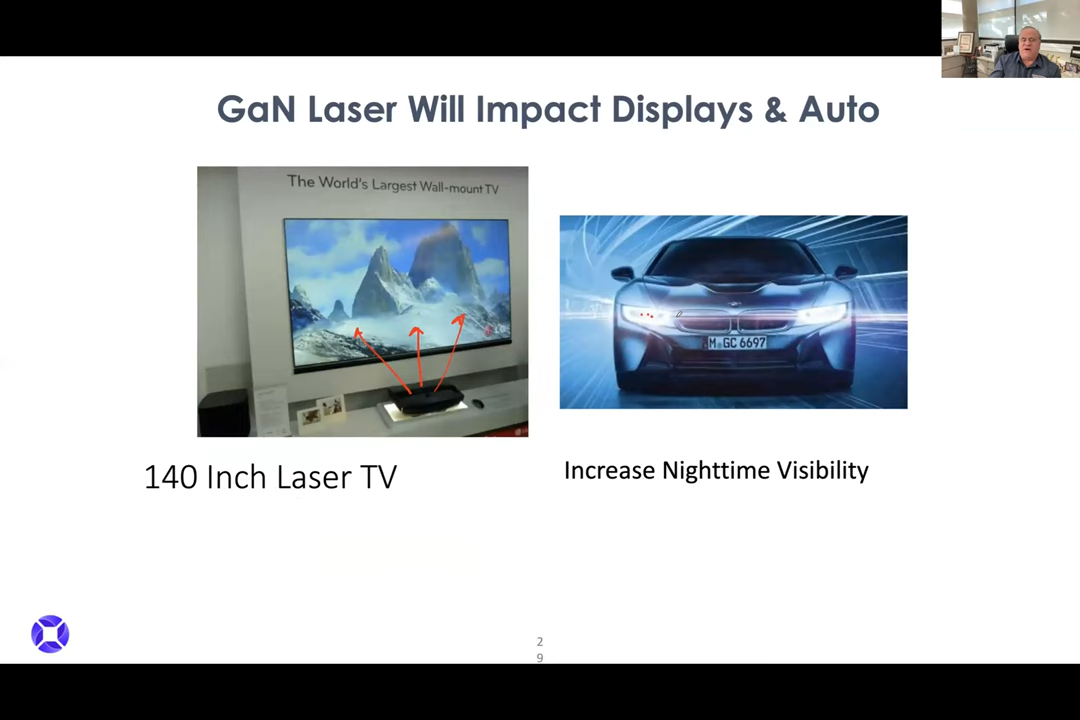 GaN Laser Will Impact Displays & Auto
The World's Largest Wall-mount TV
M GC 6697
140 Inch Laser TV
Increase Nighttime Visibility
2
9